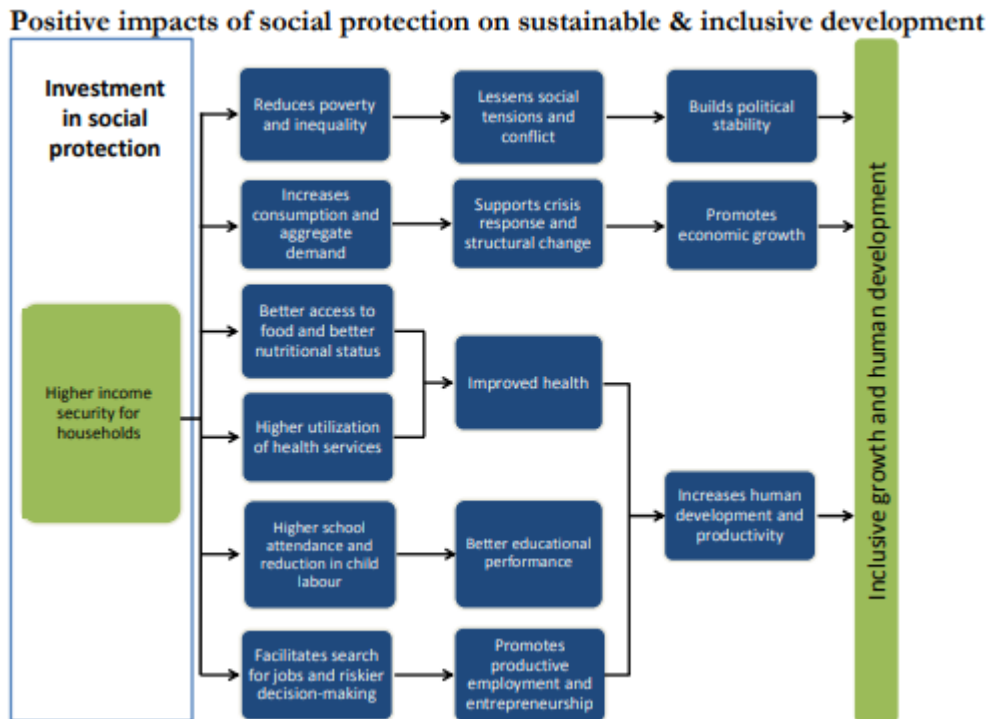 Positive impacts of social protection on sustainable & inclusive development
Investment
in social
protection
Higher income
security for
households
Reduces poverty
and inequality
Lessens social
tensions and
conflict
Builds political
stability
Increases
consumption and
aggregate
demand
Supports crisis
response and
structural change
Promotes
economic growth
Better access to
food and better
nutritional status
Higher utilization
of health services
Improved health
Higher school
attendance and
reduction in child
labour
Better educational
performance
Increases human
development and
productivity
Facilitates search
for jobs and riskier
decision-making
Promotes
productive
employment and
entrepreneurship
Inclusive growth and human development